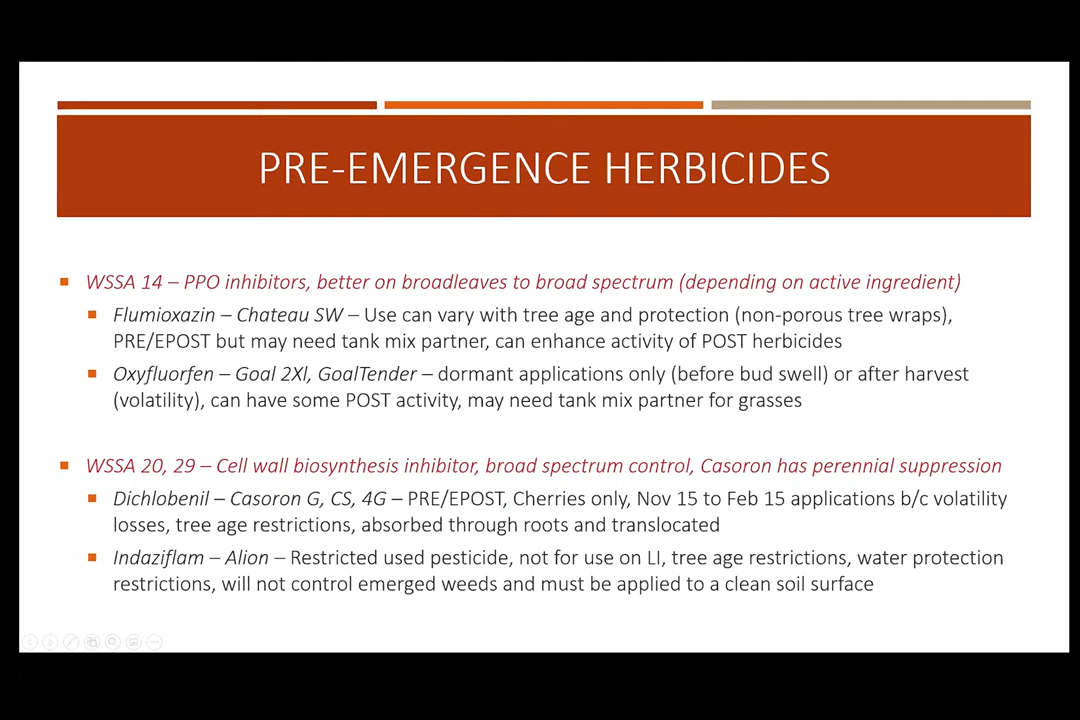 PRE-EMERGENCE HERBICIDES
WSSA 14 – PPO inhibitors, better on broadleaves to broad spectrum (depending on active ingredient)
Flumioxazin – Chateau SW – Use can vary with tree age and protection (non-porous tree wraps),
PRE/EPOST but may need tank mix partner, can enhance activity of POST herbicides
Oxyfluorfen – Goal 2Xl, GoalTender – dormant applications only (before bud swell) or after harvest
(volatility), can have some POST activity, may need tank mix partner for grasses
WSSA 20, 29 – Cell wall biosynthesis inhibitor, broad spectrum control, Casoron has perennial suppression
Dichlobenil – Casoron G, CS, 4G – PRE/EPOST, Cherries only, Nov 15 to Feb 15 applications b/c volatility
losses, tree age restrictions, absorbed through roots and translocated
Indaziflam – Alion – Restricted used pesticide, not for use on LI, tree age restrictions, water protection
restrictions, will not control emerged weeds and must be applied to a clean soil surface